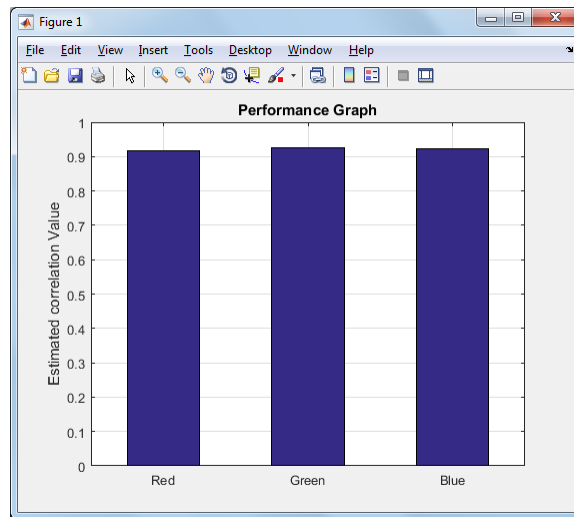 Figure 1
File Edit View Insert Tools Desktop Window Help
Performance Graph
Estimated correlation Value
1
0.9
0.8
0.7
0.6
0.5
0.4
0.3
0.2
0.1
0
Red Green Blue